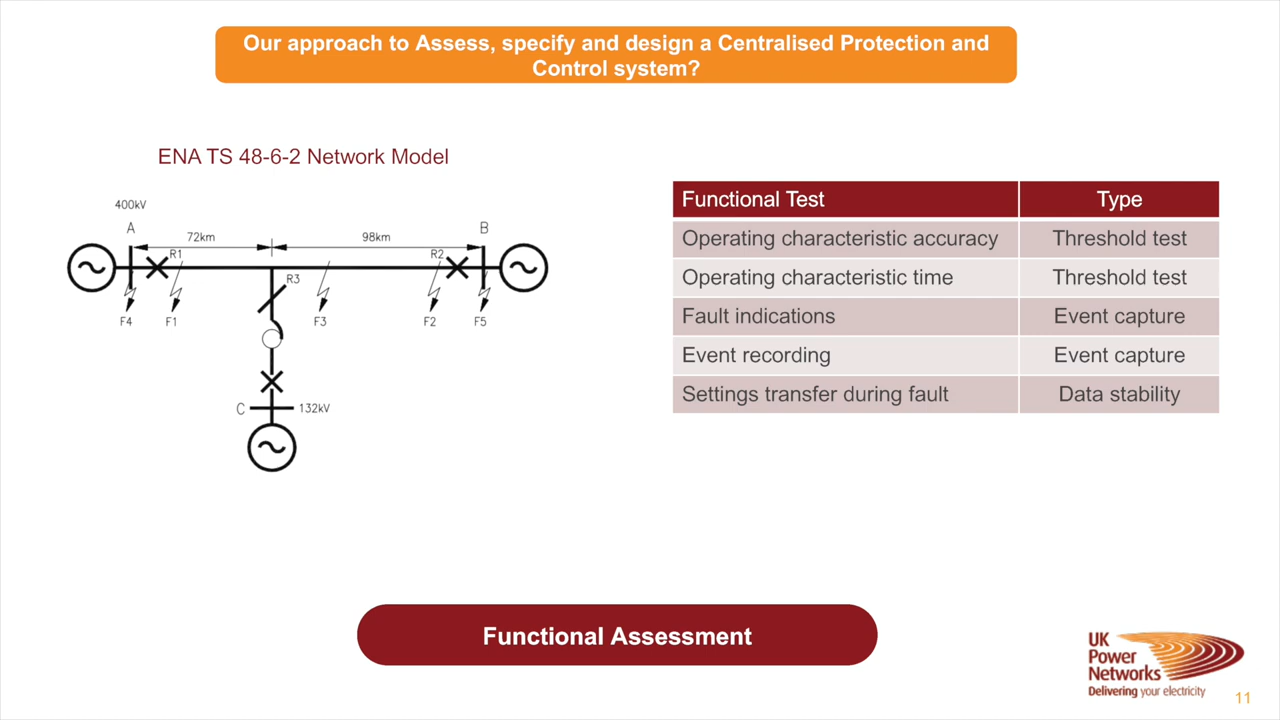 Our approach to Assess, specify and design a Centralised Protection and
Control system?
ENA TS 48-6-2 Network Model
400kV
A
B
72km
98km
R1
R2
R3
F4
F1
F3
F2
F5
C
132kV
Functional Test Type
Operating characteristic accuracy Threshold test
Operating characteristic time Threshold test
Fault indications Event capture
Event recording Event capture
Settings transfer during fault Data stability
Functional Assessment
UK
Power
Networks
Delivering your electricity
11